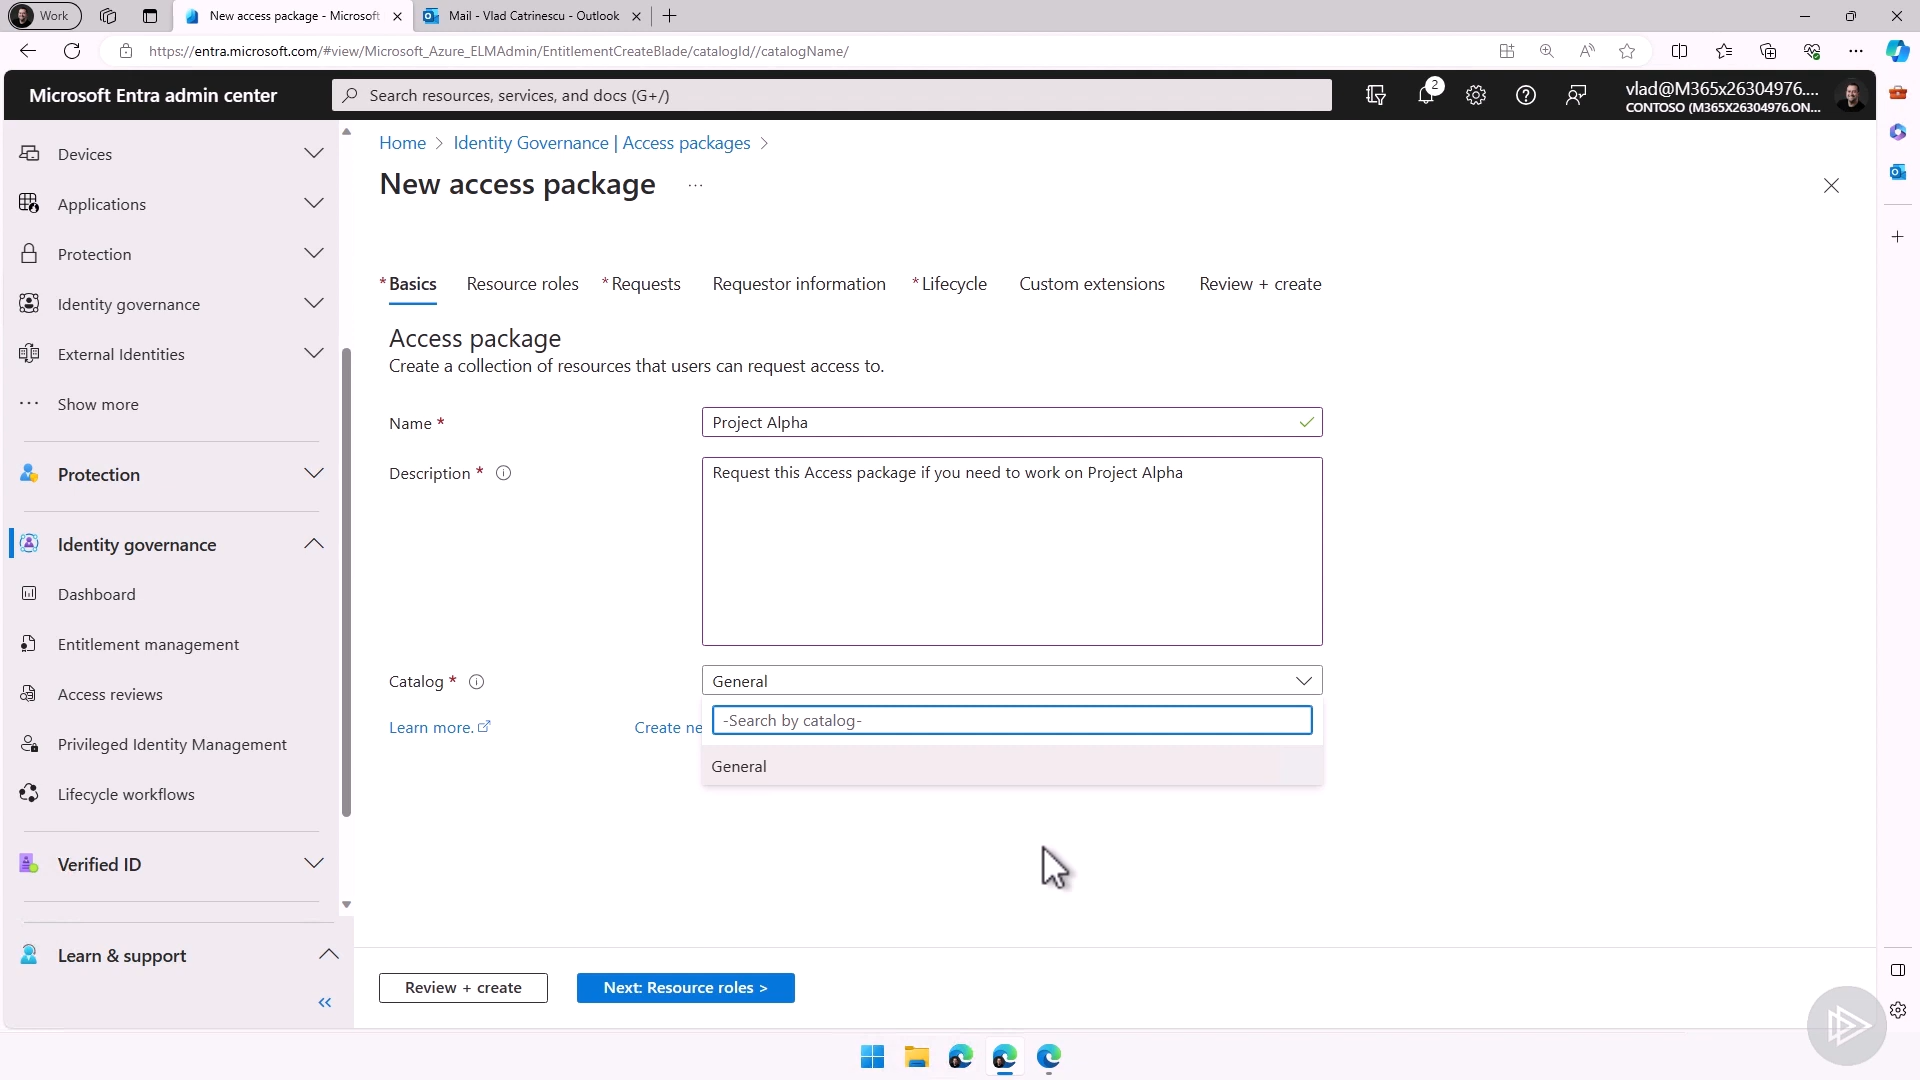 Work
New access package - Microsoft
Mail - Vlad Catrinescu - Outlook
https://entra.microsoft.com/#view/Microsoft_Azure_ELMAdmin/EntitlementCreateBlade/catalogId//catalogName/
Microsoft Entra admin center
Search resources, services, and docs (G+/)
2
vlad@M365x26304976....
CONTOSO (M365X26304976.ON...
Devices
Applications
Protection
Identity governance
External Identities
Show more
Protection
Identity governance
Dashboard
Entitlement management
Access reviews
Privileged Identity Management
Lifecycle workflows
Verified ID
Learn & support
Home > Identity Governance | Access packages >
New access package ...
* Basics Resource roles * Requests Requestor information * Lifecycle Custom extensions Review + create
Access package
Create a collection of resources that users can request access to.
Name * Project Alpha
Description * Request this Access package if you need to work on Project Alpha
Catalog * General
Learn more. Create ne
-Search by catalog-
General
Review + create
Next: Resource roles >